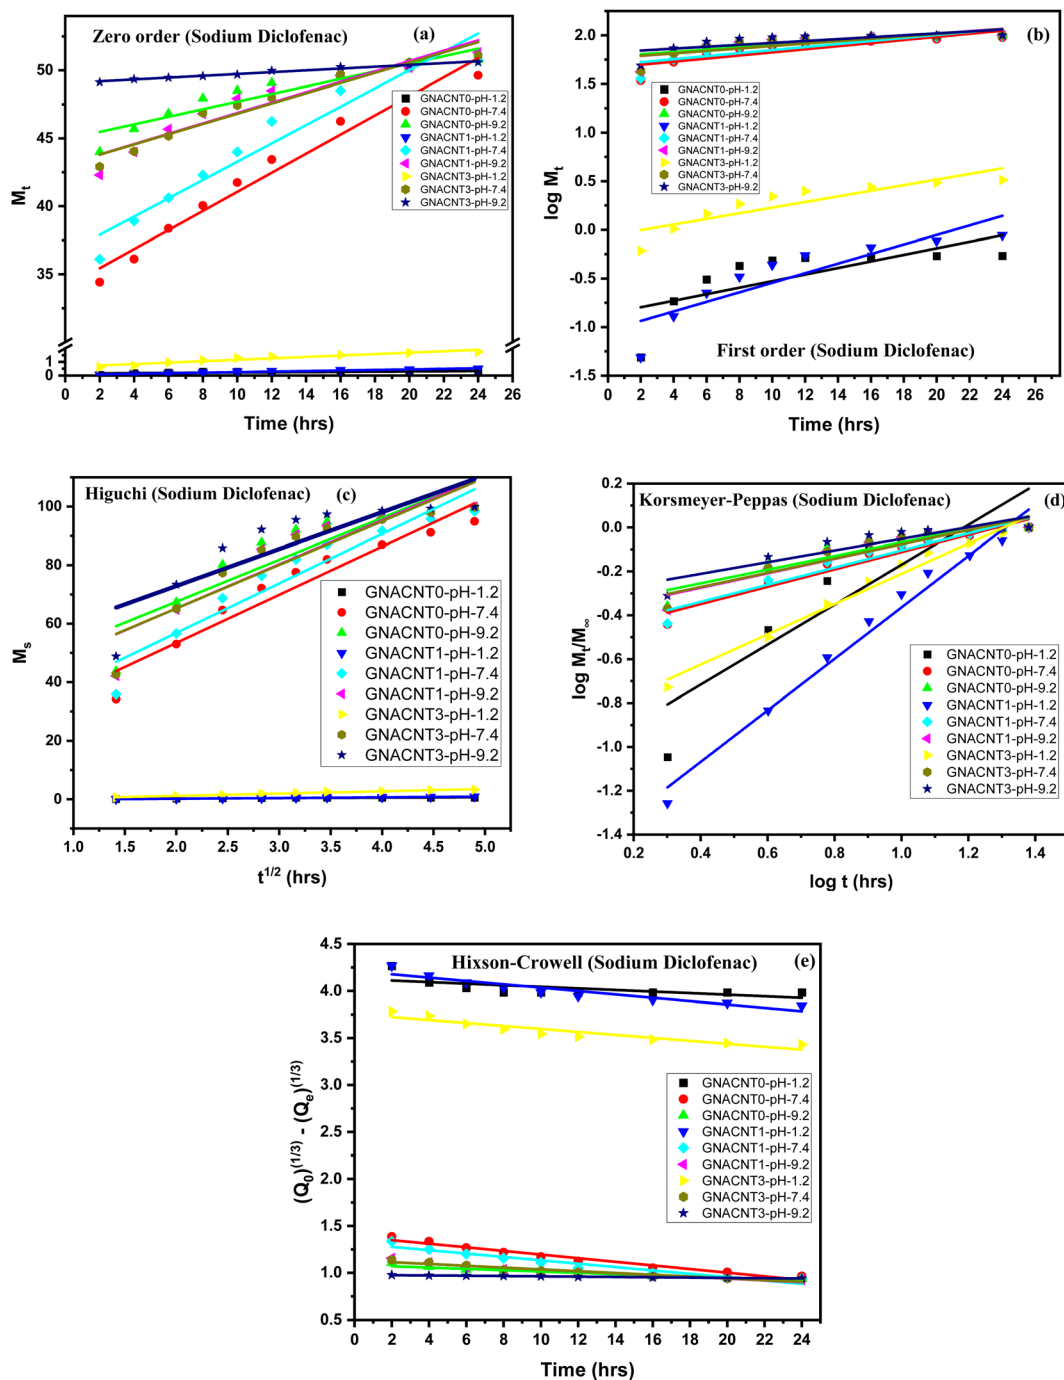 Zero order (Sodium Diclofenac)
(a)
50
45
40
35
1
0
M_t
GNACNT0-pH-1.2
GNACNT0-pH-7.4
GNACNT0-pH-9.2
GNACNT1-pH-1.2
GNACNT1-pH-7.4
GNACNT1-pH-9.2
GNACNT3-pH-1.2
GNACNT3-pH-7.4
GNACNT3-pH-9.2
0 2 4 6 8 10 12 14 16 18 20 22 24 26
Time (hrs)
(b)
2.0
1.5
1.0
0.5
0.0
-0.5
-1.0
-1.5
log M_t
GNACNT0-pH-1.2
GNACNT0-pH-7.4
GNACNT0-pH-9.2
GNACNT1-pH-1.2
GNACNT1-pH-7.4
GNACNT1-pH-9.2
GNACNT3-pH-1.2
GNACNT3-pH-7.4
GNACNT3-pH-9.2
First order (Sodium Diclofenac)
0 2 4 6 8 10 12 14 16 18 20 22 24 26
Time (hrs)
Higuchi (Sodium Diclofenac)
(c)
100
80
60
40
20
0
M_s
GNACNT0-pH-1.2
GNACNT0-pH-7.4
GNACNT0-pH-9.2
GNACNT1-pH-1.2
GNACNT1-pH-7.4
GNACNT1-pH-9.2
GNACNT3-pH-1.2
GNACNT3-pH-7.4
GNACNT3-pH-9.2
1.0 1.5 2.0 2.5 3.0 3.5 4.0 4.5 5.0
t^{1/2} (hrs)
Korsmeyer-Peppas (Sodium Diclofenac)
(d)
0.2
0.0
-0.2
-0.4
-0.6
-0.8
-1.0
-1.2
-1.4
log M_t/M_∞
GNACNT0-pH-1.2
GNACNT0-pH-7.4
GNACNT0-pH-9.2
GNACNT1-pH-1.2
GNACNT1-pH-7.4
GNACNT1-pH-9.2
GNACNT3-pH-1.2
GNACNT3-pH-7.4
GNACNT3-pH-9.2
0.2 0.4 0.6 0.8 1.0 1.2 1.4
log t (hrs)
Hixson-Crowell (Sodium Diclofenac)
(e)
4.5
4.0
3.5
3.0
2.5
2.0
1.5
1.0
0.5
(Q_0)^{(1/3)} - (Q_e)^{(1/3)}
GNACNT0-pH-1.2
GNACNT0-pH-7.4
GNACNT0-pH-9.2
GNACNT1-pH-1.2
GNACNT1-pH-7.4
GNACNT1-pH-9.2
GNACNT3-pH-1.2
GNACNT3-pH-7.4
GNACNT3-pH-9.2
0 2 4 6 8 10 12 14 16 18 20 22 24
Time (hrs)